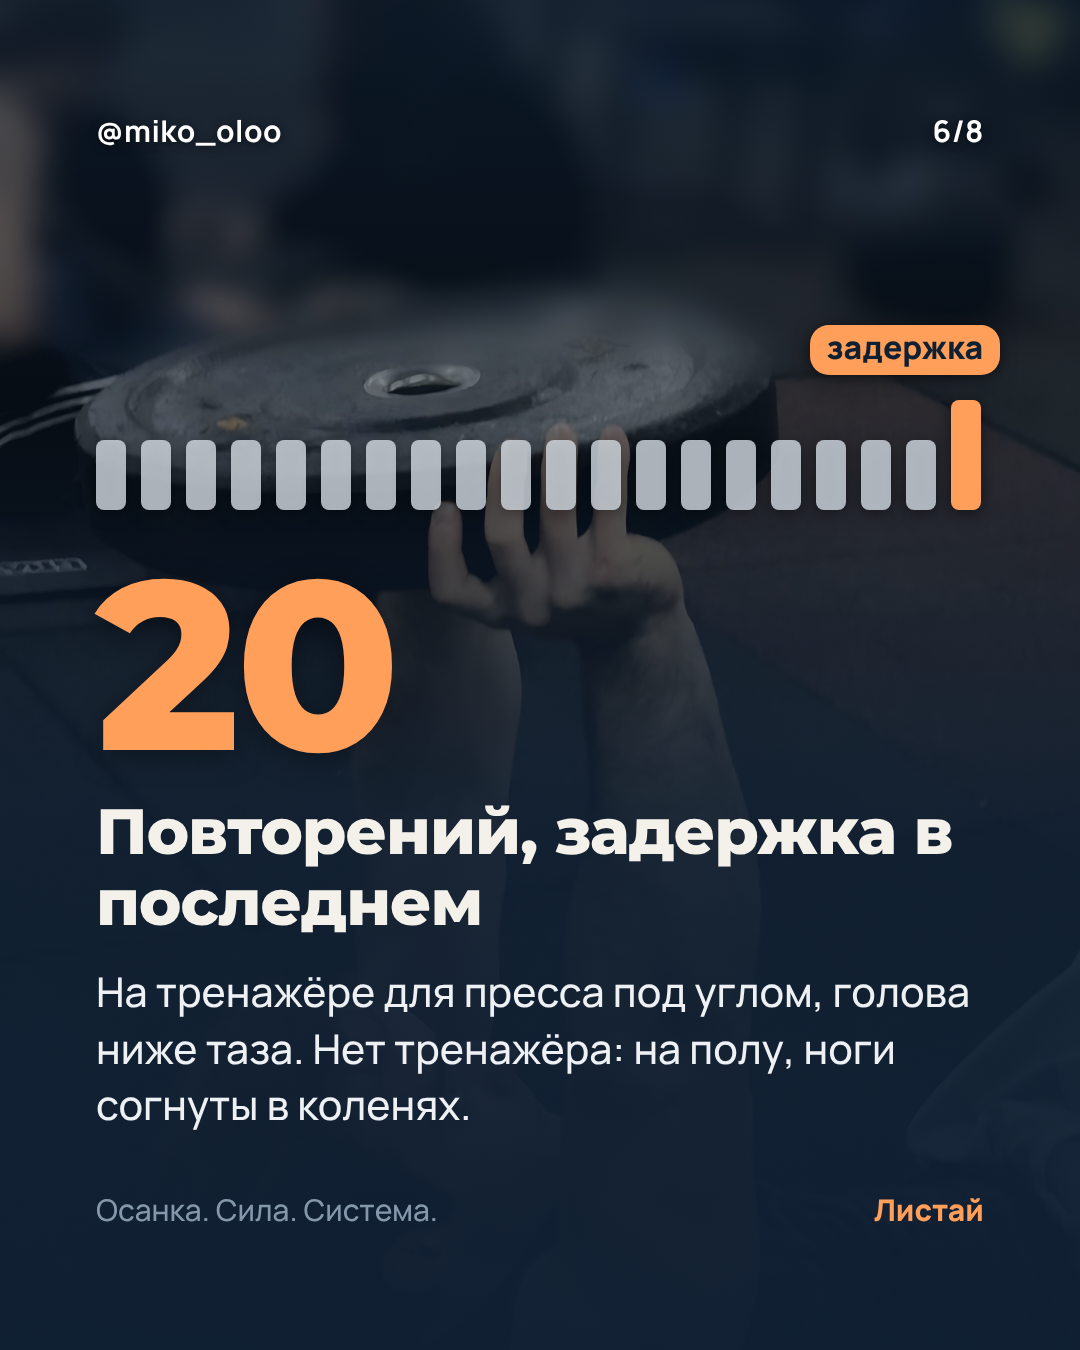 @miko_oloo
6/8
задержка
20
Повторений, задержка в
последнем
На тренажёре для пресса под углом, голова
ниже таза. Нет тренажёра: на полу, ноги
согнуты в коленях.
Осанка. Сила. Система.
Листай